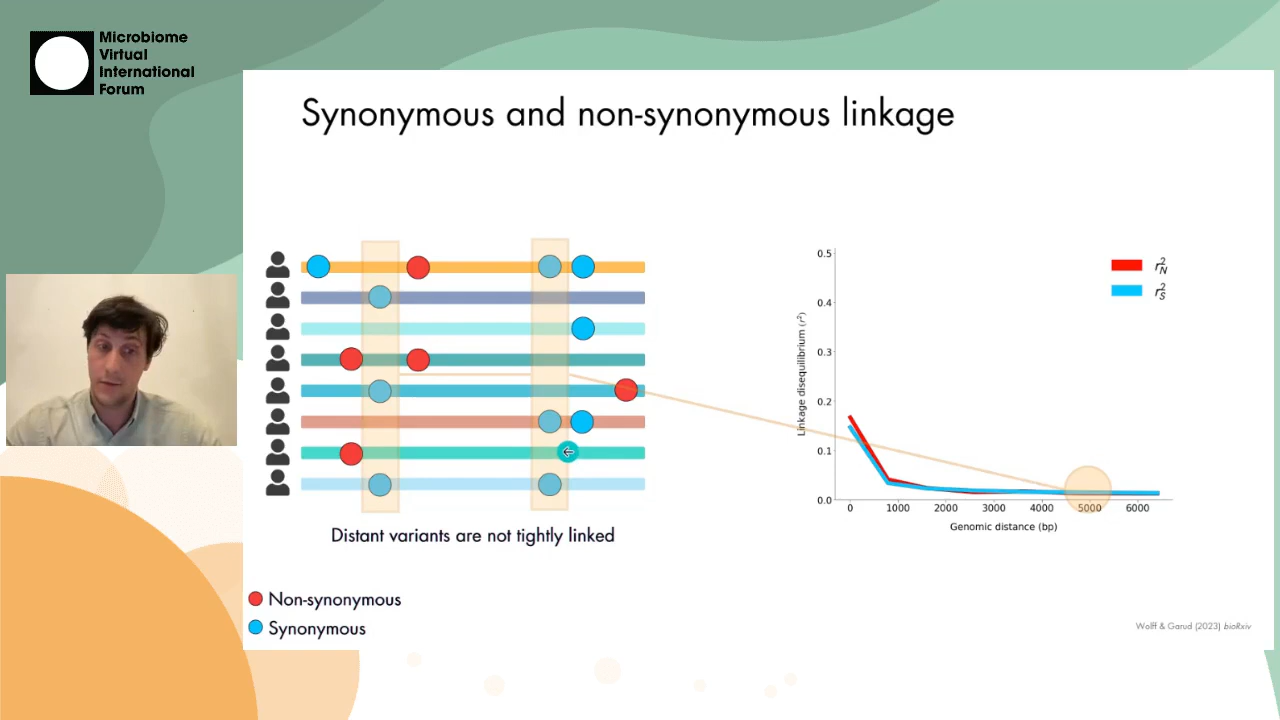 Microbiome
Virtual
International
Forum
Synonymous and non-synonymous linkage
Distant variants are not tightly linked
Non-synonymous
Synonymous
0.5
0.4
0.3
0.2
0.1
0.0
Linkage disequilibrium (r²)
r²N
r²S
0 1000 2000 3000 4000 5000 6000
Genomic distance (bp)
Wolff & Garud (2023) bioRxiv